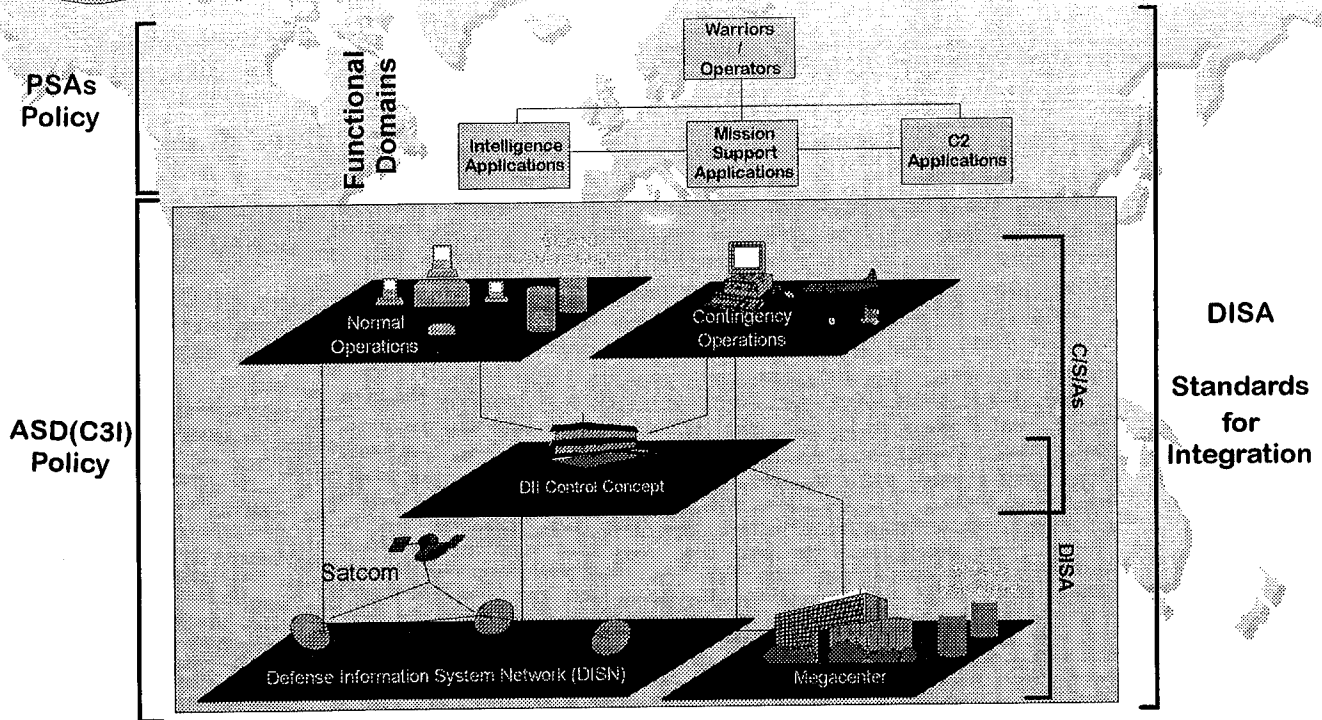 PSAs
Policy
Functional
Domains
Warriors
/
Operators
Intelligence
Applications
Mission
Support
Applications
C2
Applications
ASD(C3I)
Policy
Normal
Operations
Contingency
Operations
DII Control Concept
Satcom
Defense Information System Network (DISN)
Megacenter
C/S/As
DISA
DISA
Standards
for
Integration